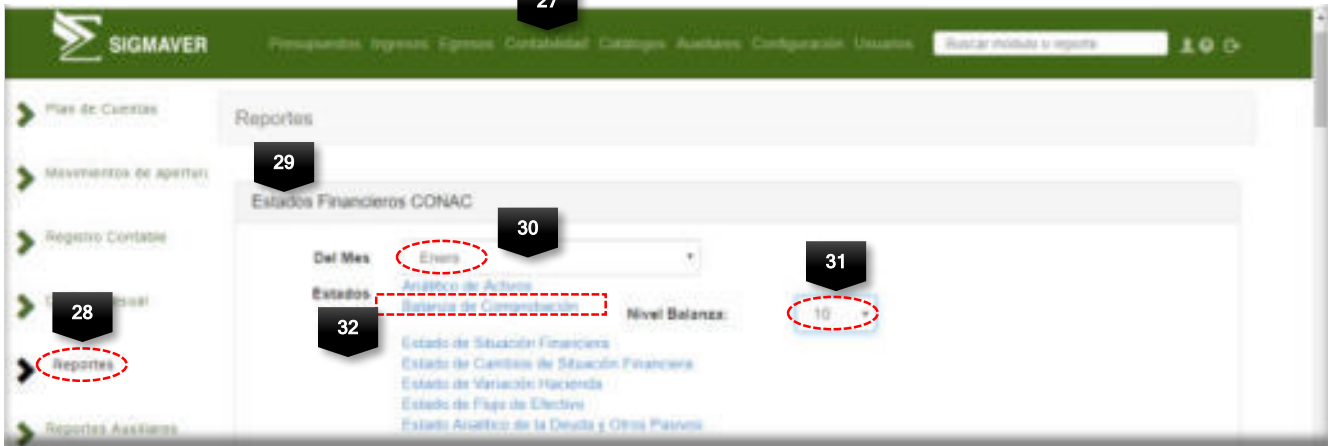 27
SIGMAVER
Presupuestos Ingresos Egresos Contabilidad Catálogos Auxiliares Configuración Usuarios Buscar módulo o reporte
Plan de Cuentas
Reportes
29
Movimientos de apertur
Estados Financieros CONAC
30
Registro Contable
Del Mes Enero
31
Estados Analítico de Activos
28
32
Balanza de Comprobación Nivel Balanza: 10
Estado de Situación Financiera
Reportes
Estado de Cambios de Situación Financiera
Estado de Variación Hacienda
Estado de Flujo de Efectivo
Reportes Auxiliares
Estado Analítico de la Deuda y Otros Pasivos